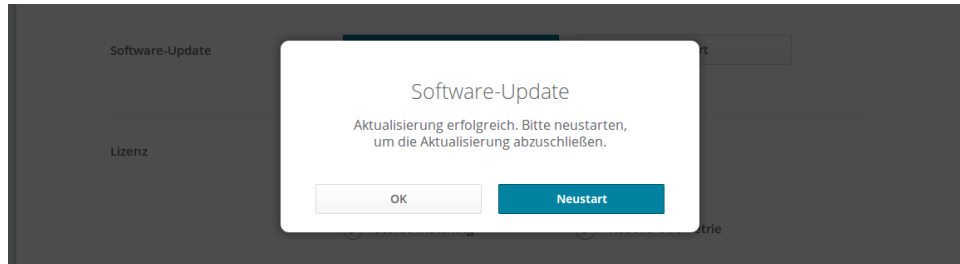 Software-Update
Software-Update
Aktualisierung erfolgreich. Bitte neustarten,
um die Aktualisierung abzuschließen.
Lizenz
OK
Neustart